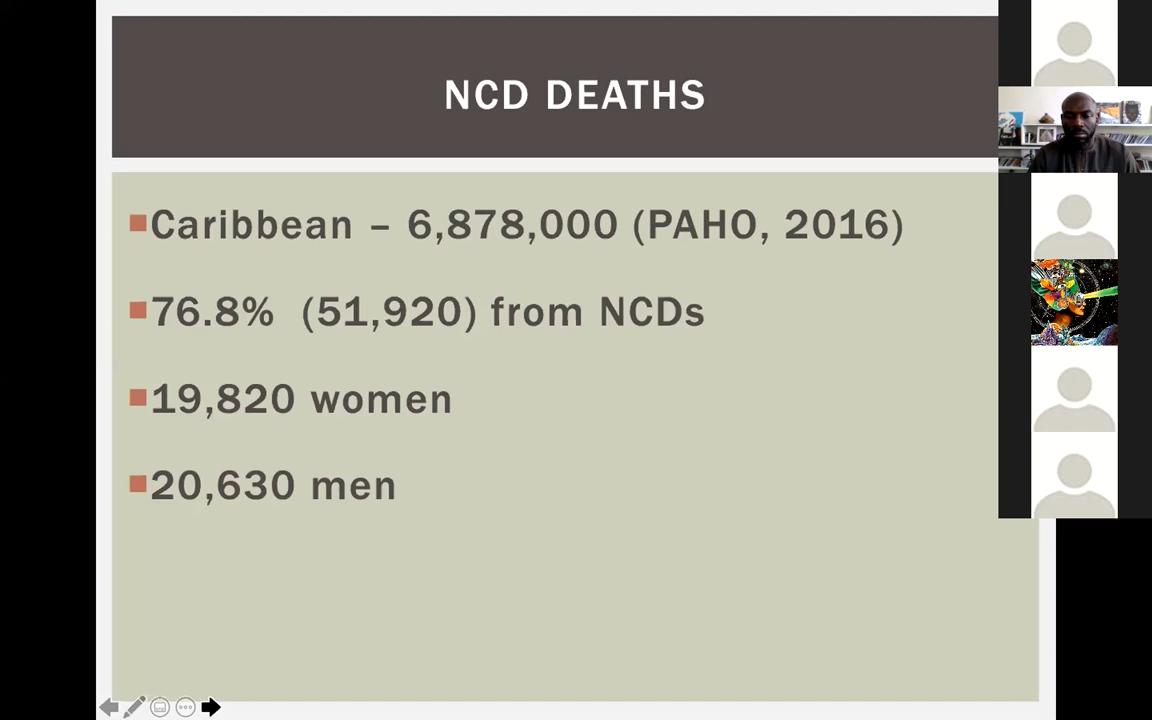 NCD DEATHS
Caribbean – 6,878,000 (PAHO, 2016)
76.8% (51,920) from NCDs
19,820 women
20,630 men